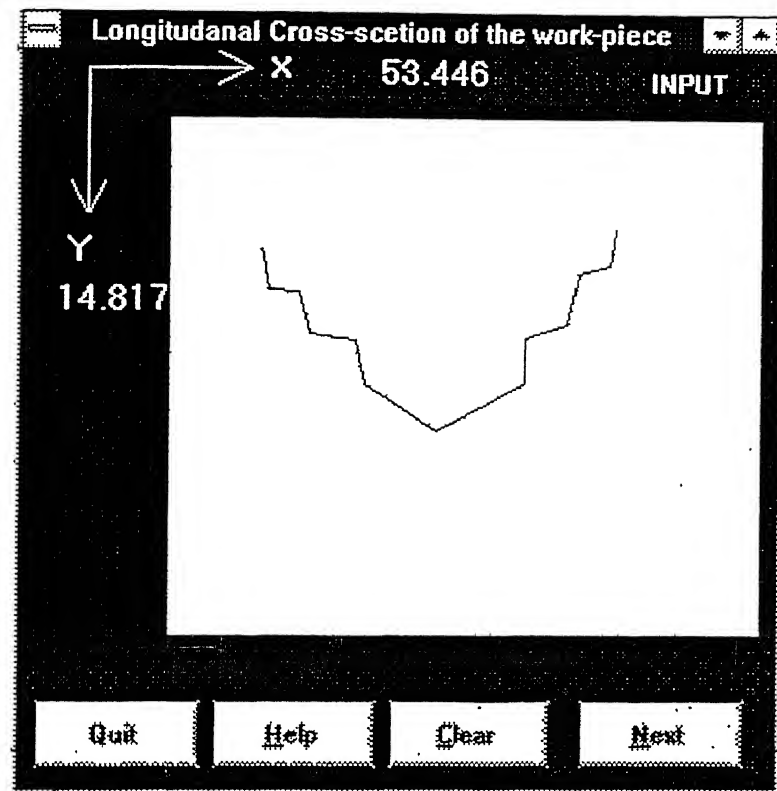 Longitudanal Cross-scetion of the work-piece
X 53.446 INPUT
Y
14.817
Quit Help Clear Next